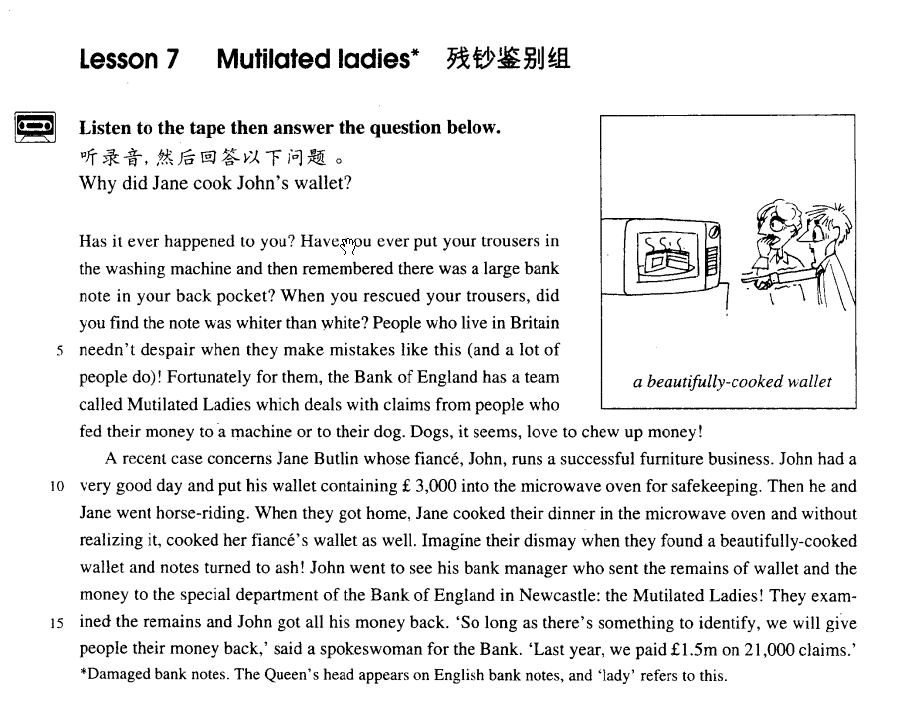 Lesson 7 Mutilated ladies* 残钞鉴别组
Listen to the tape then answer the question below.
听录音, 然后回答以下问题。
Why did Jane cook John's wallet?
Has it ever happened to you? Have you ever put your trousers in
the washing machine and then remembered there was a large bank
note in your back pocket? When you rescued your trousers, did
you find the note was whiter than white? People who live in Britain
5 needn't despair when they make mistakes like this (and a lot of
people do)! Fortunately for them, the Bank of England has a team
called Mutilated Ladies which deals with claims from people who
fed their money to a machine or to their dog. Dogs, it seems, love to chew up money!
a beautifully-cooked wallet
A recent case concerns Jane Butlin whose fiancé, John, runs a successful furniture business. John had a
10 very good day and put his wallet containing £ 3,000 into the microwave oven for safekeeping. Then he and
Jane went horse-riding. When they got home, Jane cooked their dinner in the microwave oven and without
realizing it, cooked her fiancé's wallet as well. Imagine their dismay when they found a beautifully-cooked
wallet and notes turned to ash! John went to see his bank manager who sent the remains of wallet and the
money to the special department of the Bank of England in Newcastle: the Mutilated Ladies! They exam-
15 ined the remains and John got all his money back. 'So long as there's something to identify, we will give
people their money back,' said a spokeswoman for the Bank. 'Last year, we paid £1.5m on 21,000 claims.'
*Damaged bank notes. The Queen's head appears on English bank notes, and 'lady' refers to this.